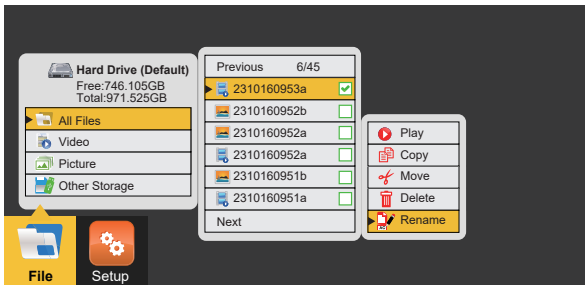 Hard Drive (Default)
Free:746.105GB
Total:971.525GB
All Files
Video
Picture
Other Storage
File
Setup
Previous 6/45
2310160953a
2310160952b
2310160952a
2310160952a
2310160951b
2310160951a
Next
Play
Copy
Move
Delete
Rename